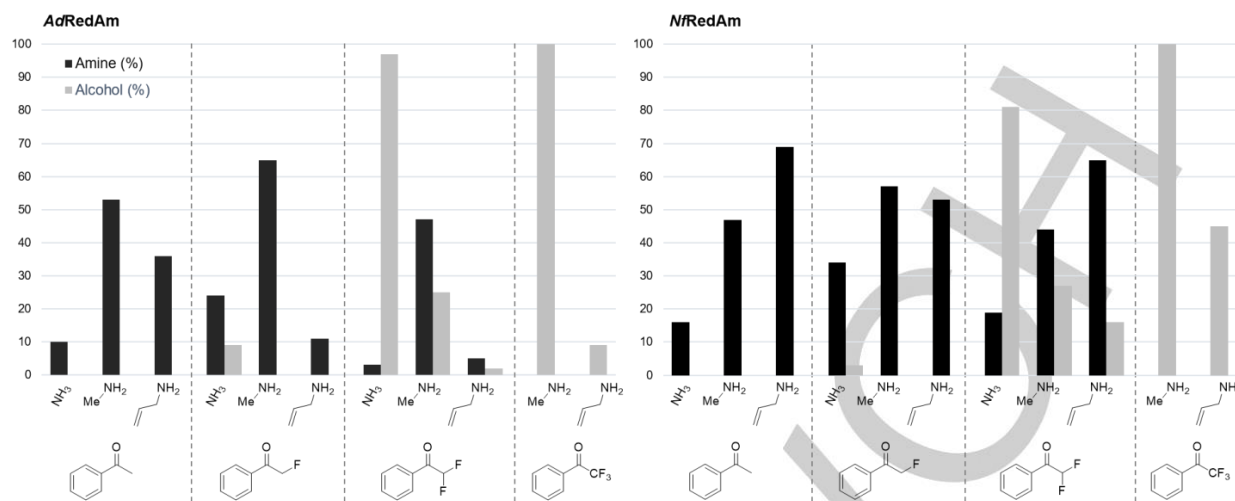 AdRedAm
100
90
80
70
60
50
40
30
20
10
0
Amine (%)
Alcohol (%)
NH₃ Me NH₂ NH₂ NH₃ Me NH₂ NH₂ NH₃ Me NH₂ NH₂ Me NH₂ NH₂
O O F O F F O CF₃
NfRedAm
100
90
80
70
60
50
40
30
20
10
0
NH₃ Me NH₂ NH₂ NH₃ Me NH₂ NH₂ NH₃ Me NH₂ NH₂ Me NH₂ NH
O O F O F F O CF₃